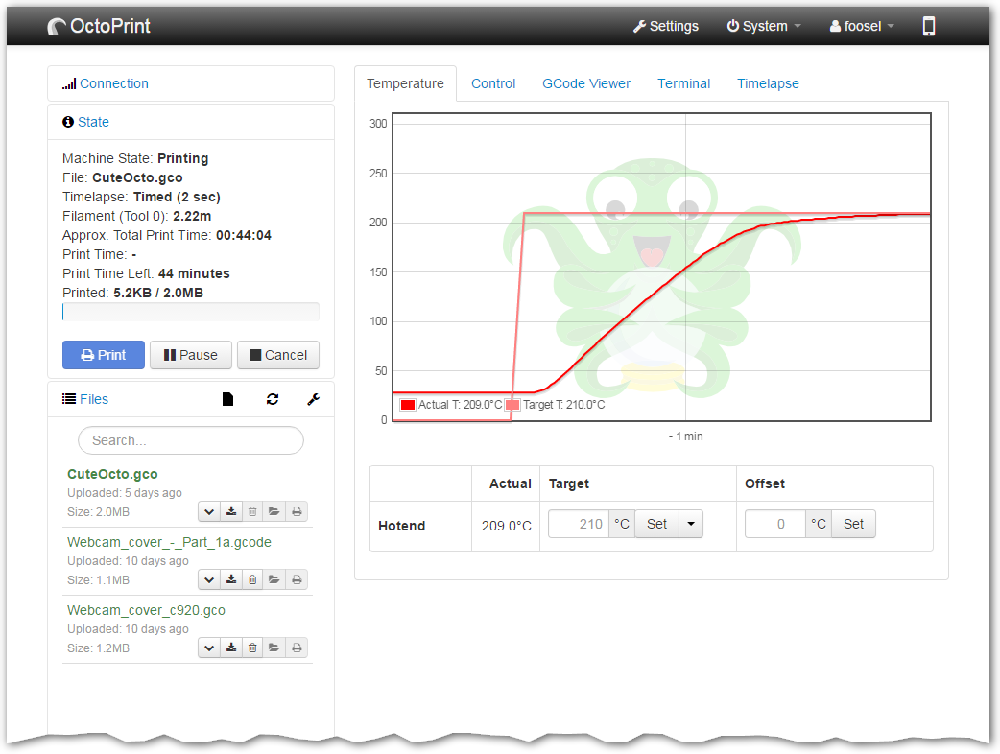 OctoPrint
Settings
System
foosel
Connection
State
Machine State: Printing
File: CuteOcto.gco
Timelapse: Timed (2 sec)
Filament (Tool 0): 2.22m
Approx. Total Print Time: 00:44:04
Print Time: -
Print Time Left: 44 minutes
Printed: 5.2KB / 2.0MB
Print
Pause
Cancel
Files
Search...
CuteOcto.gco
Uploaded: 5 days ago
Size: 2.0MB
Webcam_cover_-_Part_1a.gcode
Uploaded: 10 days ago
Size: 1.1MB
Webcam_cover_c920.gco
Uploaded: 10 days ago
Size: 1.2MB
Temperature
Control
GCode Viewer
Terminal
Timelapse
300
250
200
150
100
50
0
Actual T: 209.0°C
Target T: 210.0°C
- 1 min
Actual
Target
Offset
Hotend
209.0°C
210 °C Set
0 °C Set